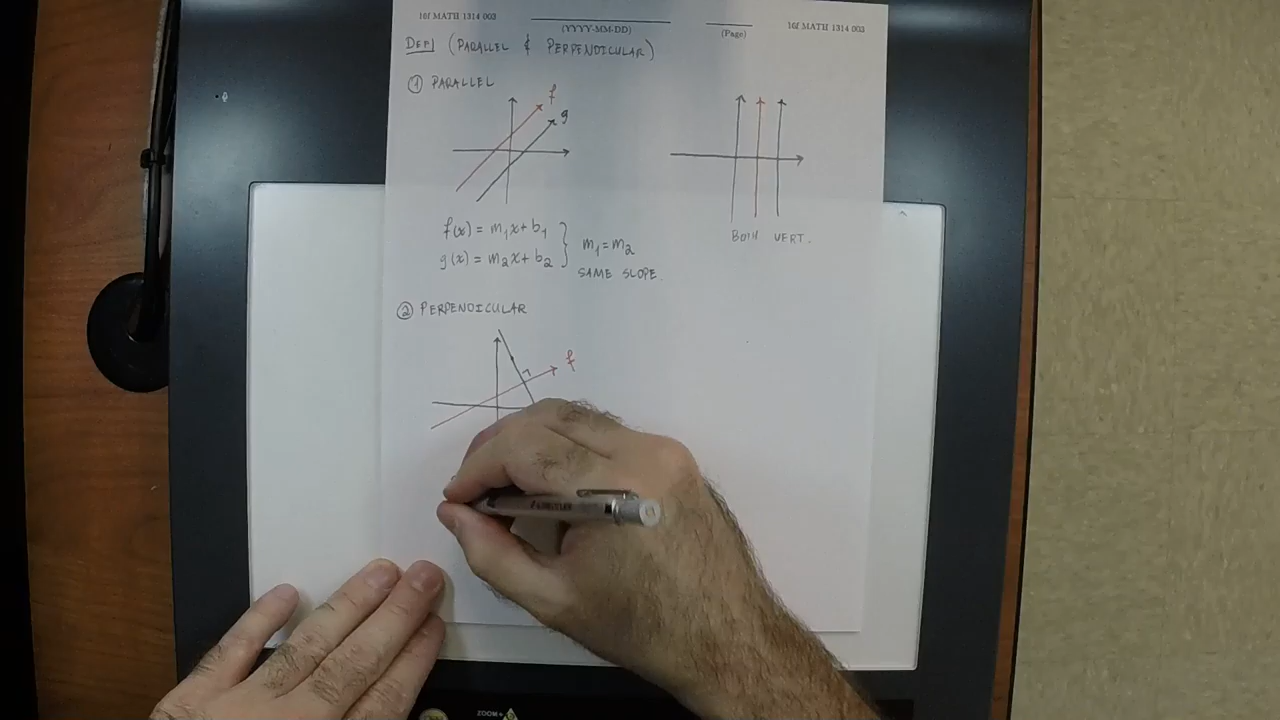 16f MATH 1314 003
(YYYY-MM-DD)
(Page)
16f MATH 1314 003
DEF (PARALLEL & PERPENDICULAR)
① PARALLEL
f
g
f(x) = m₁x + b₁
g(x) = m₂x + b₂
m₁ = m₂
SAME SLOPE.
BOTH VERT.
② PERPENDICULAR
f
STAEDTLER
ZOOM+